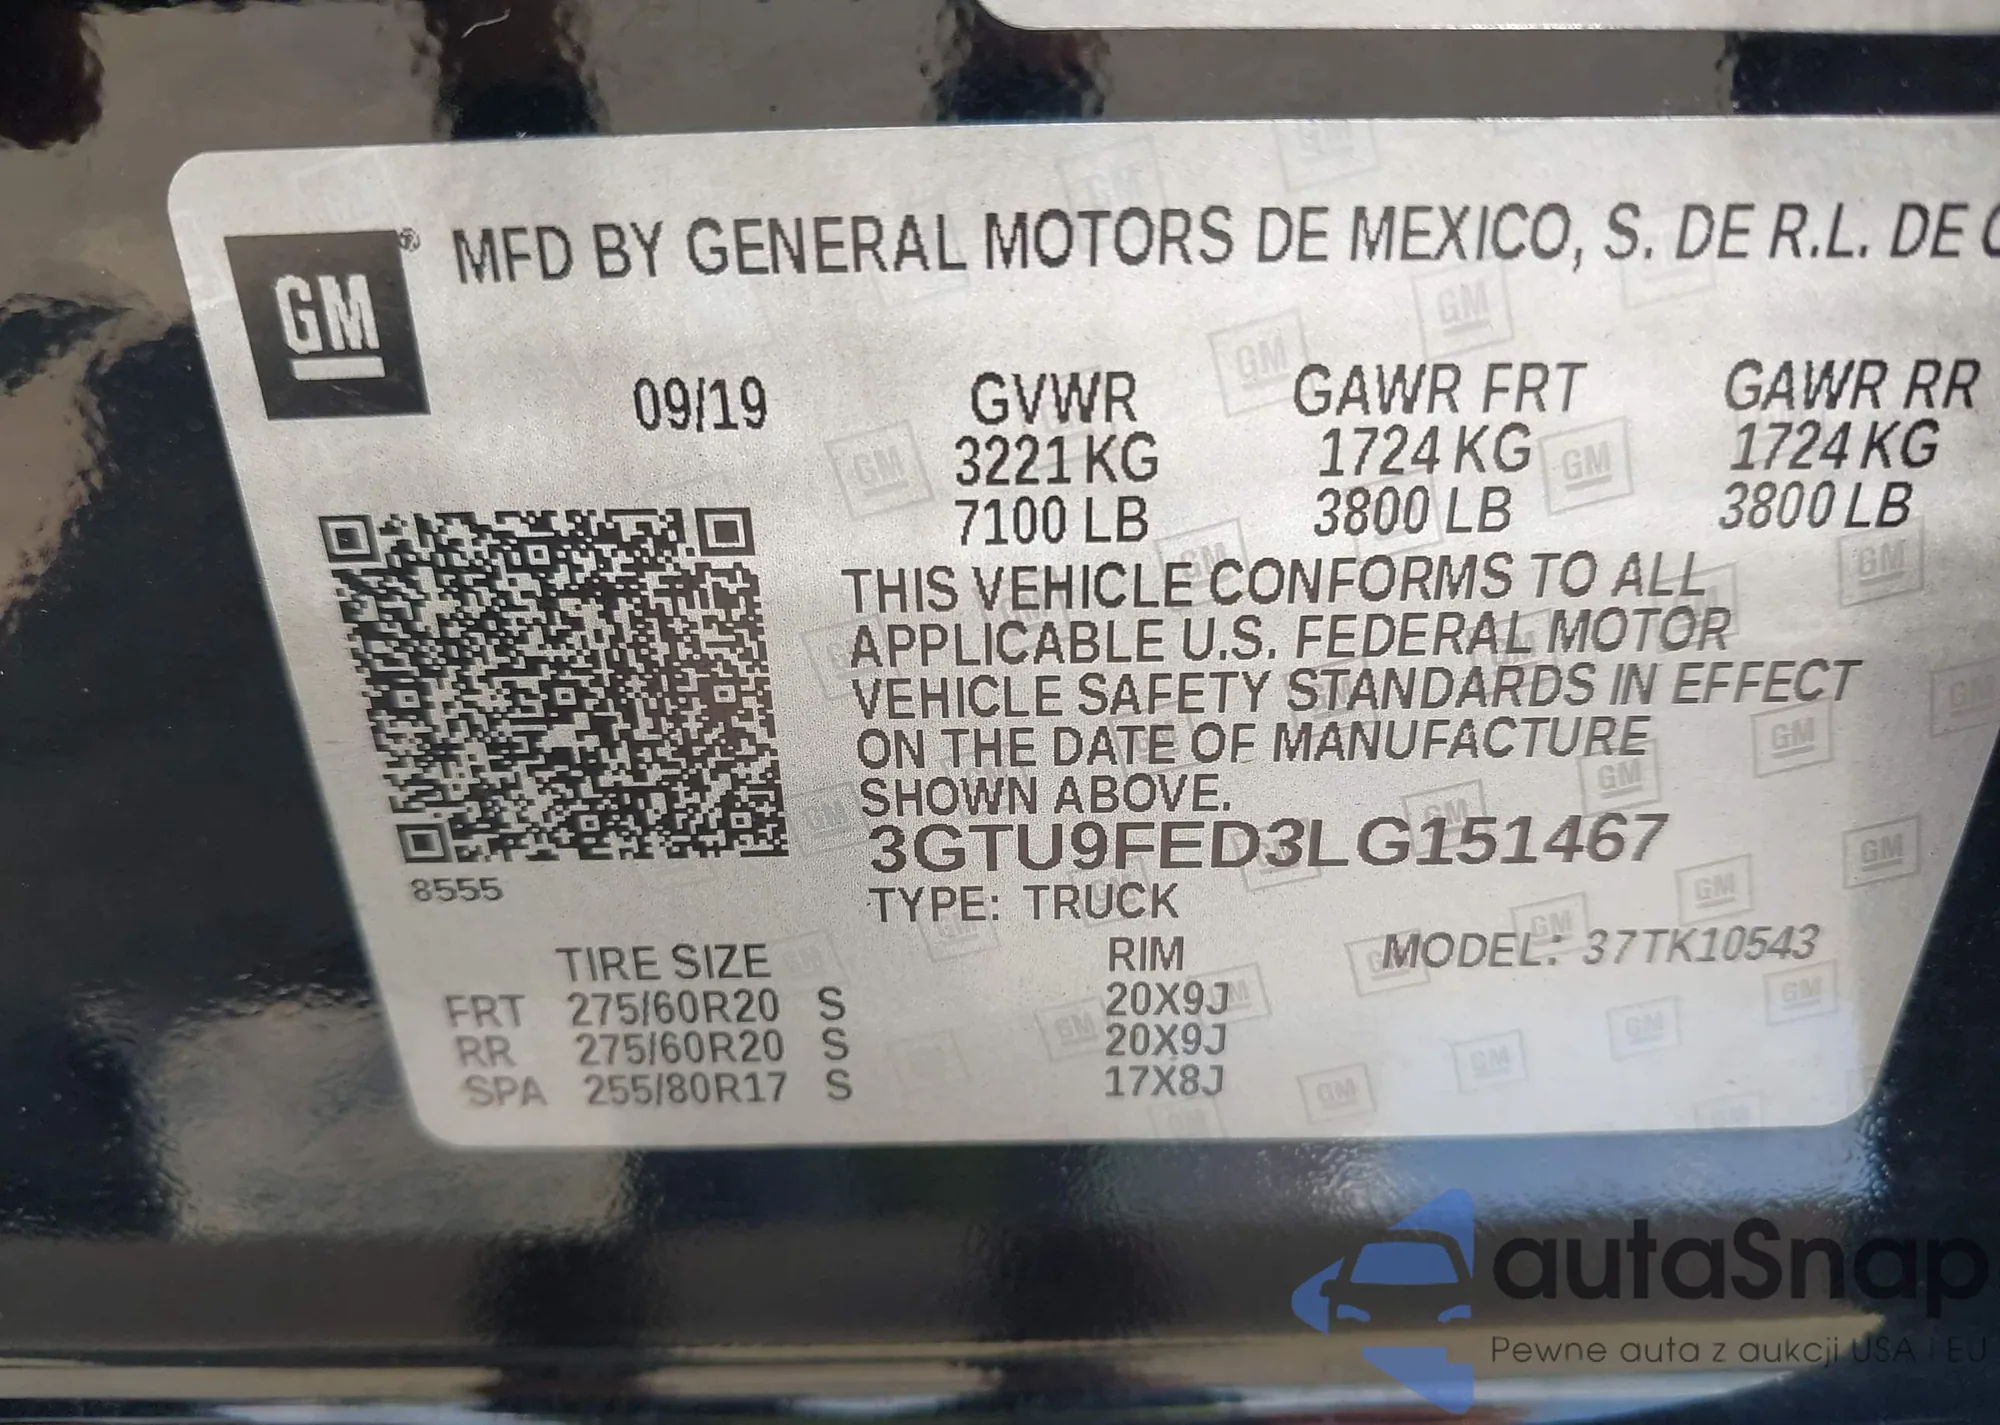 MFD BY GENERAL MOTORS DE MEXICO, S. DE R.L. DE C
GM ®
09/19 GVWR GAWR FRT GAWR RR
3221 KG 1724 KG 1724 KG
7100 LB 3800 LB 3800 LB
THIS VEHICLE CONFORMS TO ALL
APPLICABLE U.S. FEDERAL MOTOR
VEHICLE SAFETY STANDARDS IN EFFECT
ON THE DATE OF MANUFACTURE
SHOWN ABOVE.
3GTU9FED3LG151467
8555
TYPE: TRUCK
TIRE SIZE RIM MODEL: 37TK10543
FRT 275/60R20 S 20X9J
RR 275/60R20 S 20X9J
SPA 255/80R17 S 17X8J
autaSnap
Pewne auta z aukcji USA i EU